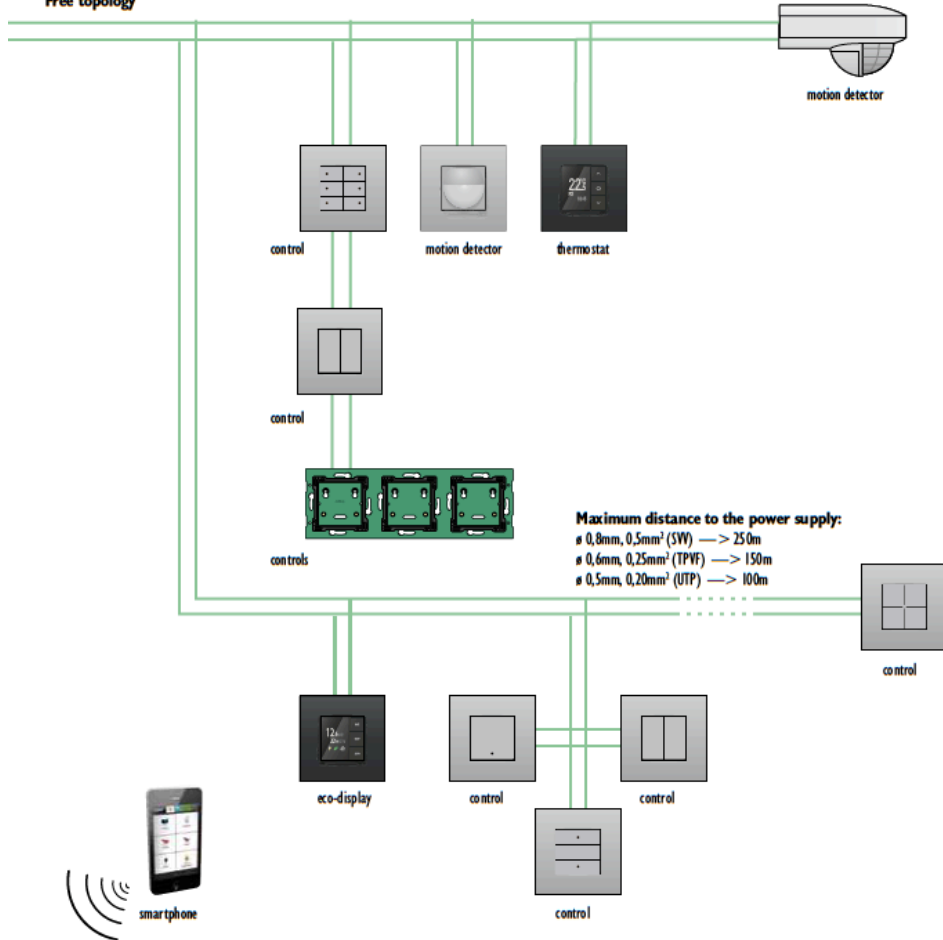 Free topology
motion detector
control
motion detector
thermostat
control
controls
Maximum distance to the power supply:
ø 0,8mm, 0,5mm² (SVV) —> 250m
ø 0,6mm, 0,25mm² (TPVF) —> 150m
ø 0,5mm, 0,20mm² (UTP) —> 100m
control
eco-display
control
control
smartphone
control